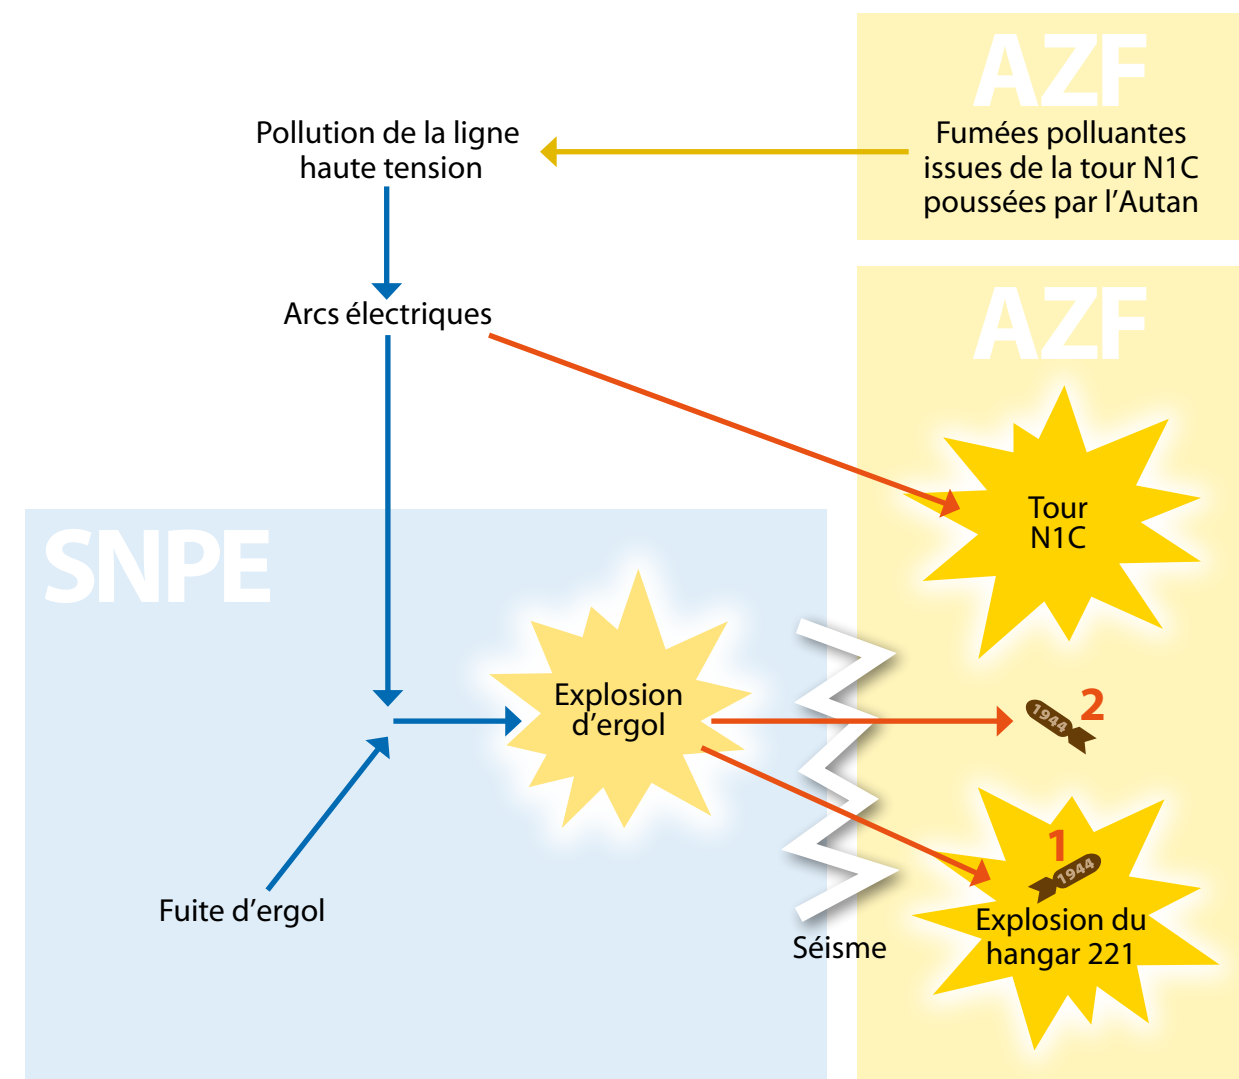 AZF
Fumées polluantes
issues de la tour N1C
poussées par l’Autan
Pollution de la ligne
haute tension
Arcs électriques
AZF
Tour
N1C
SNPE
Explosion
d’ergol
2
1944
1
1944
Explosion du
hangar 221
Fuite d’ergol
Séisme